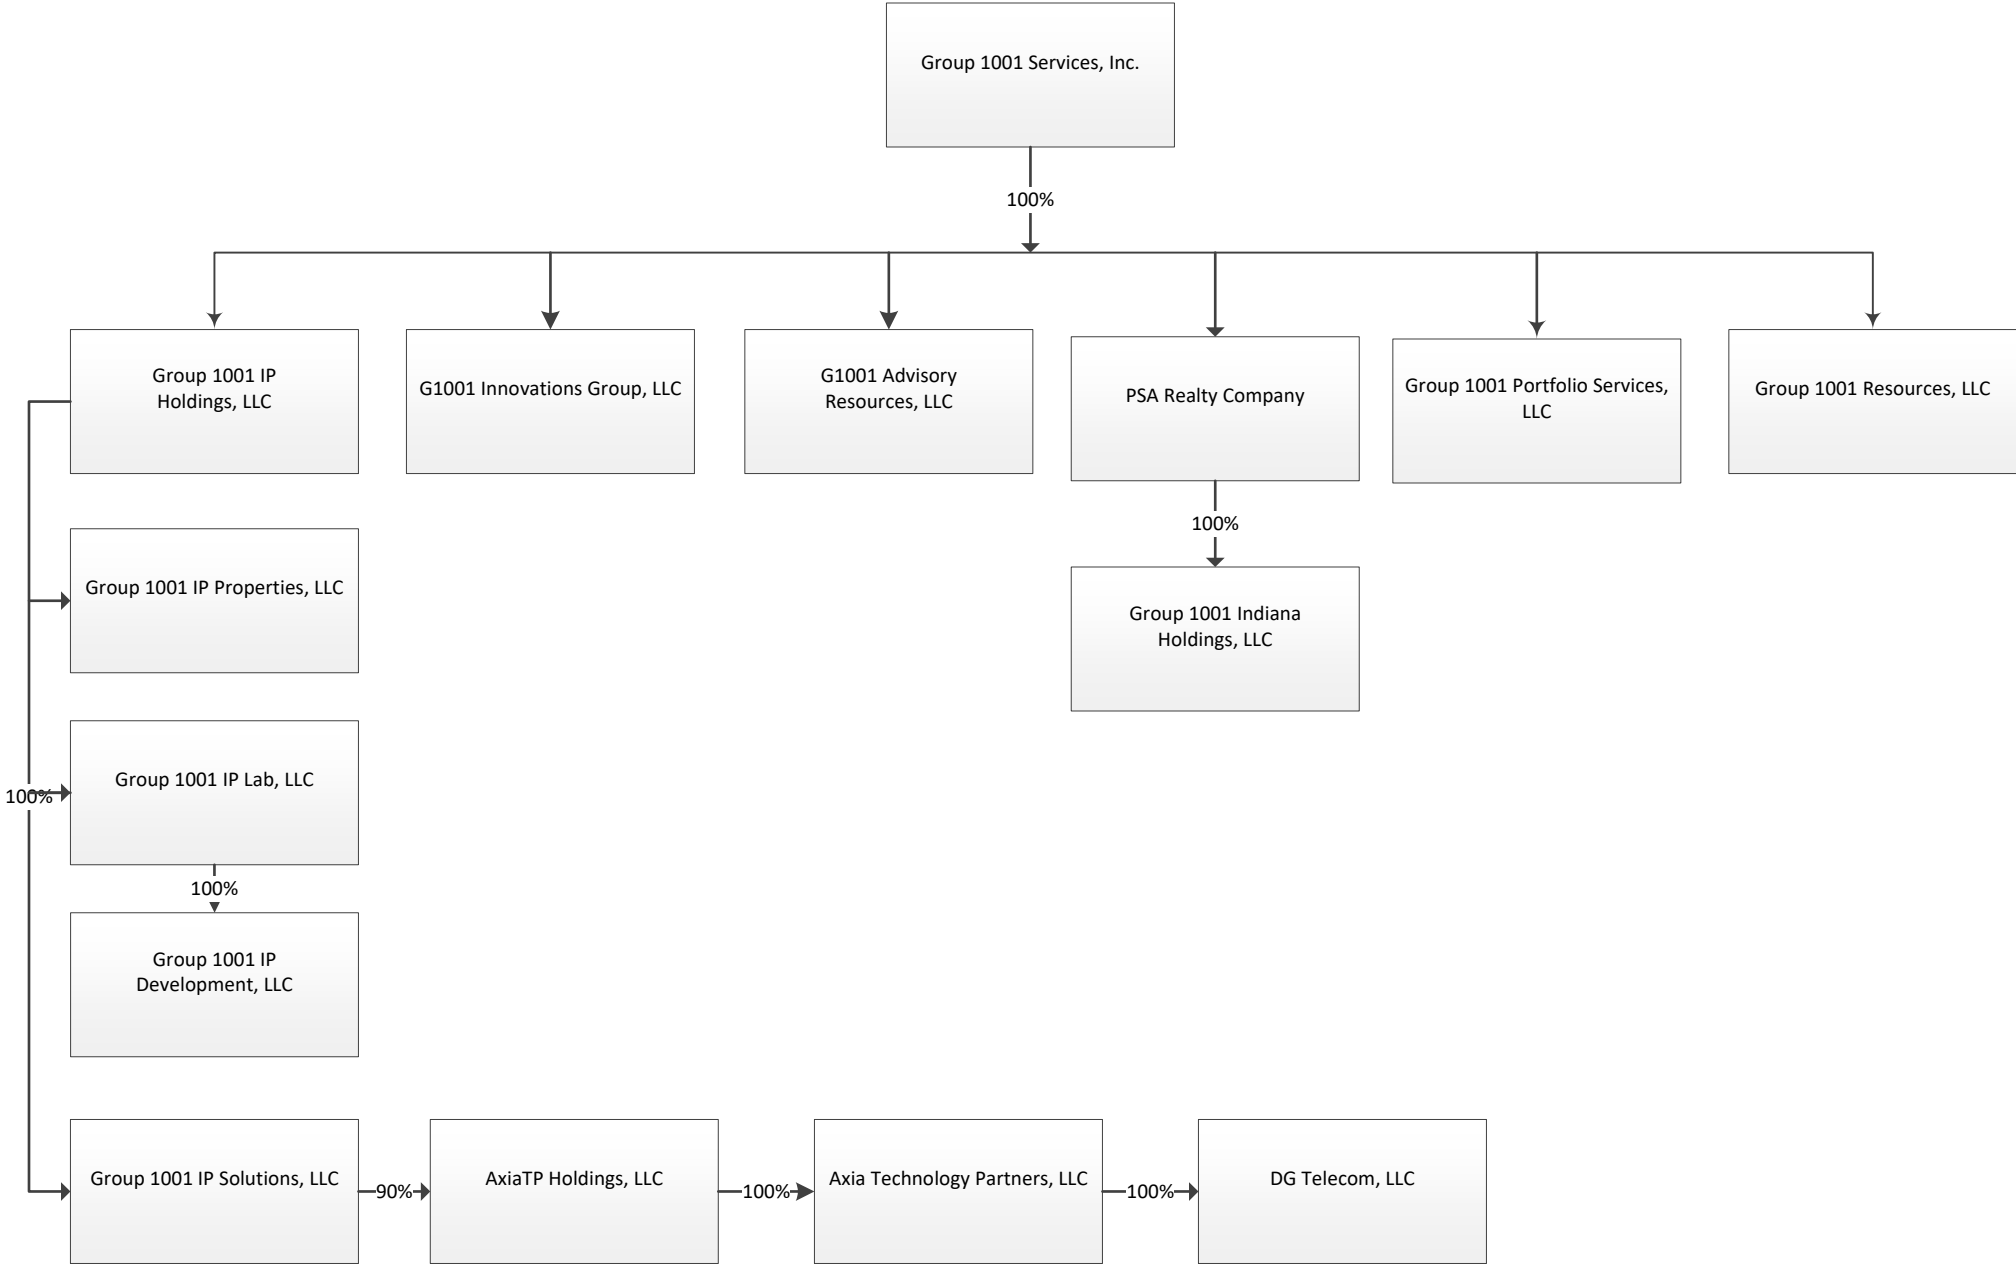 Group 1001 Services, Inc.
100%
Group 1001 IP
Holdings, LLC
G1001 Innovations Group, LLC
G1001 Advisory
Resources, LLC
PSA Realty Company
Group 1001 Portfolio Services,
LLC
Group 1001 Resources, LLC
100%
Group 1001 IP Properties, LLC
Group 1001 Indiana
Holdings, LLC
Group 1001 IP Lab, LLC
100%
100%
Group 1001 IP
Development, LLC
Group 1001 IP Solutions, LLC
90%
AxiaTP Holdings, LLC
100%
Axia Technology Partners, LLC
100%
DG Telecom, LLC